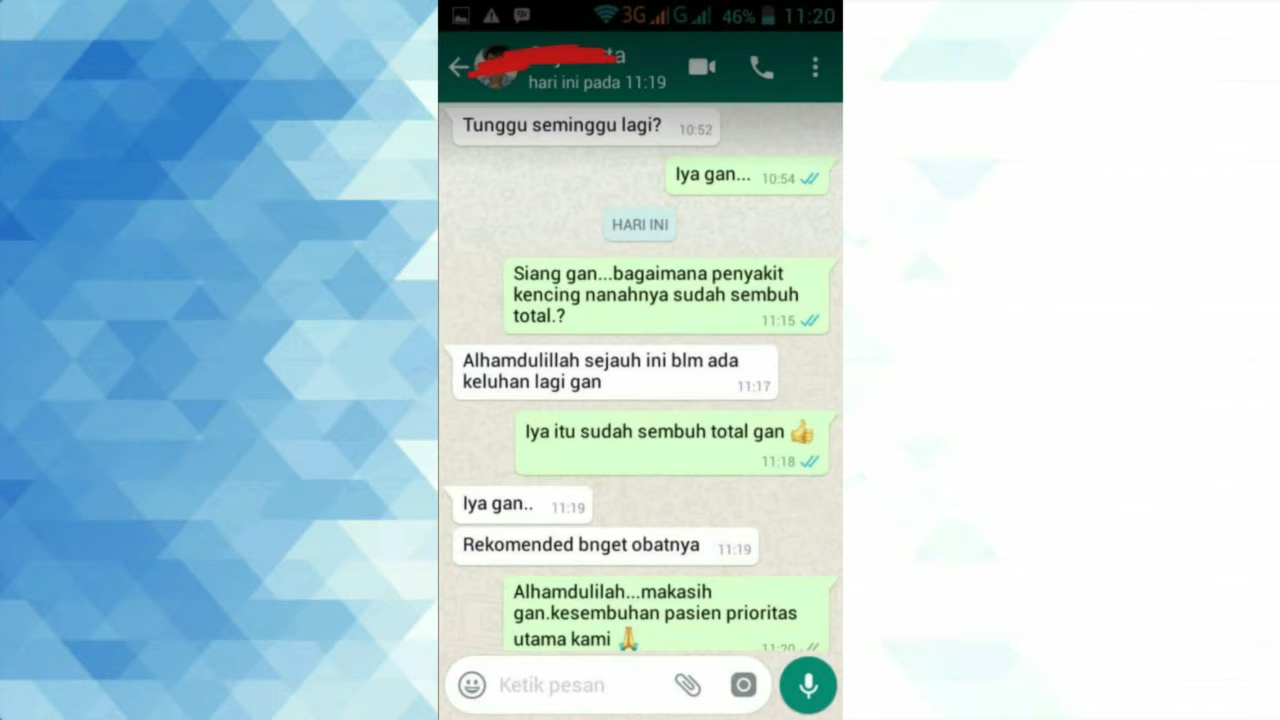 3G G 46% 11:20
hari ini pada 11:19
Tunggu seminggu lagi? 10:52
Iya gan... 10:54
HARI INI
Siang gan...bagaimana penyakit
kencing nanahnya sudah sembuh
total.? 11:15
Alhamdulillah sejauh ini blm ada
keluhan lagi gan 11:17
Iya itu sudah sembuh total gan
11:18
Iya gan.. 11:19
Rekomended bnget obatnya 11:19
Alhamdulilah...makasih
gan.kesembuhan pasien prioritas
utama kami 11:20
Ketik pesan